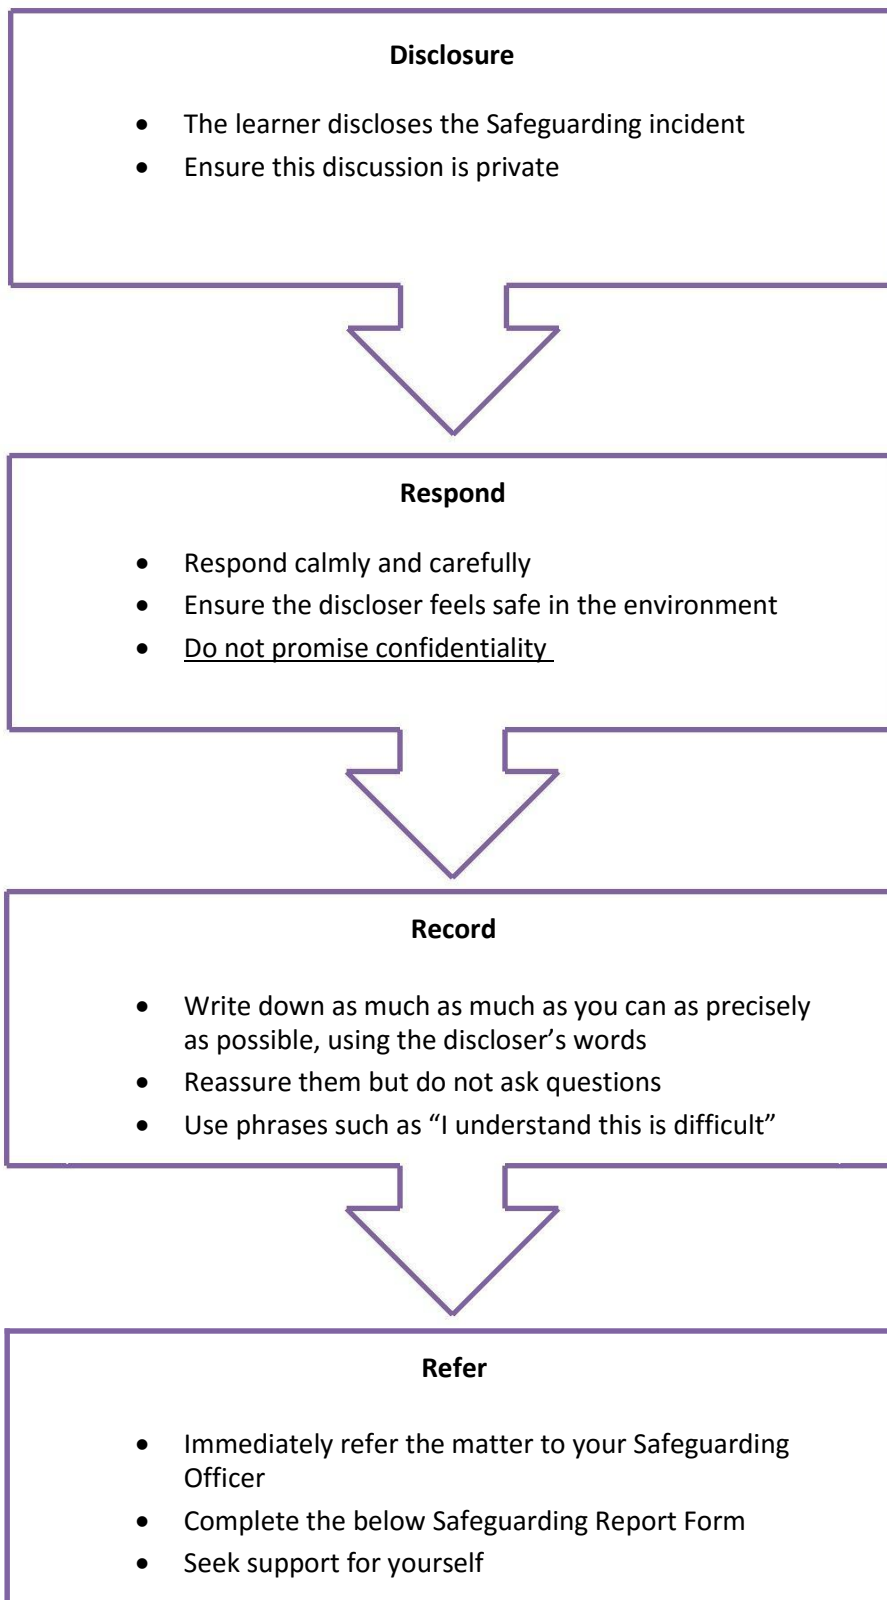 Disclosure
• The learner discloses the Safeguarding incident
• Ensure this discussion is private
Respond
• Respond calmly and carefully
• Ensure the discloser feels safe in the environment
• Do not promise confidentiality
Record
• Write down as much as much as you can as precisely
as possible, using the discloser’s words
• Reassure them but do not ask questions
• Use phrases such as “I understand this is difficult”
Refer
• Immediately refer the matter to your Safeguarding
Officer
• Complete the below Safeguarding Report Form
• Seek support for yourself